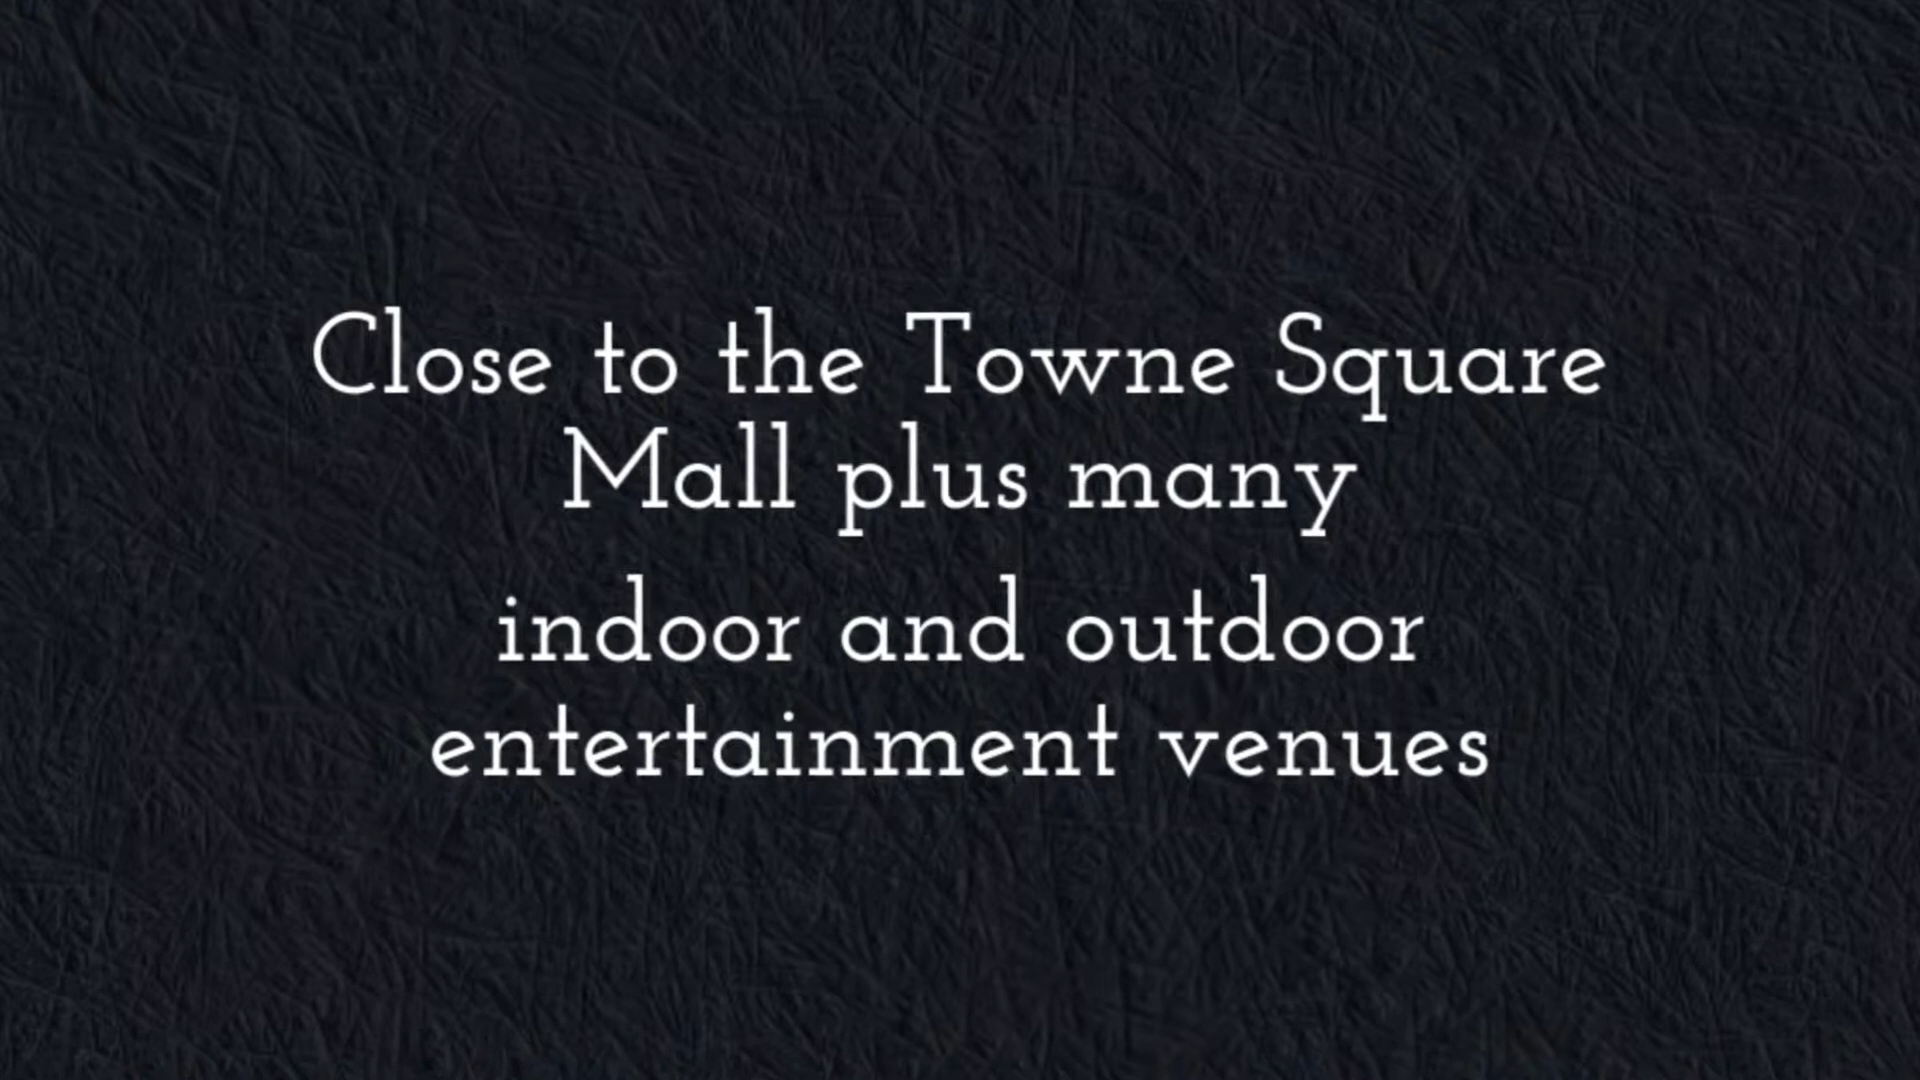 Close to the Towne Square
Mall plus many
indoor and outdoor
entertainment venues